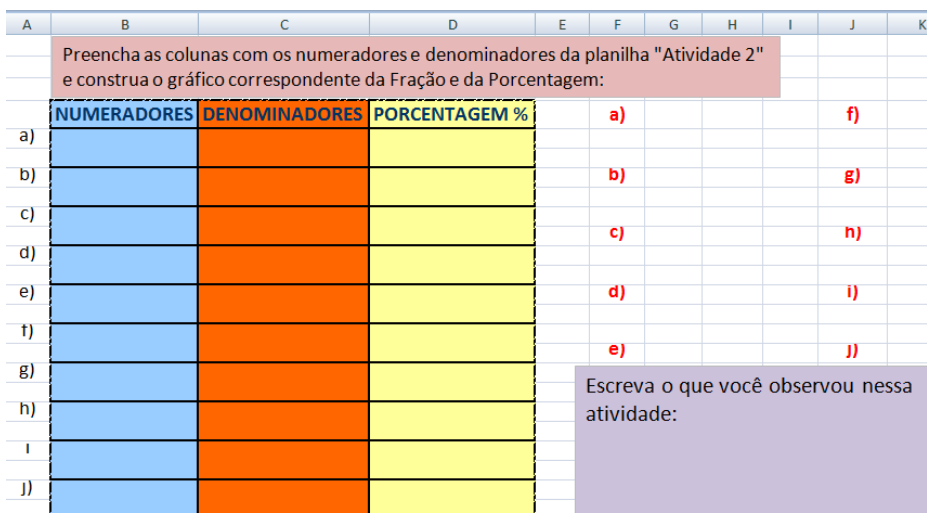 A B C D E F G H I J K
Preencha as colunas com os numeradores e denominadores da planilha "Atividade 2"
e construa o gráfico correspondente da Fração e da Porcentagem:
NUMERADORES DENOMINADORES PORCENTAGEM % a) f)
a)
b) b) g)
c)
c) h)
d)
e) d) i)
f)
e) j)
g)
Escreva o que você observou nessa
h)
atividade:
i
j)